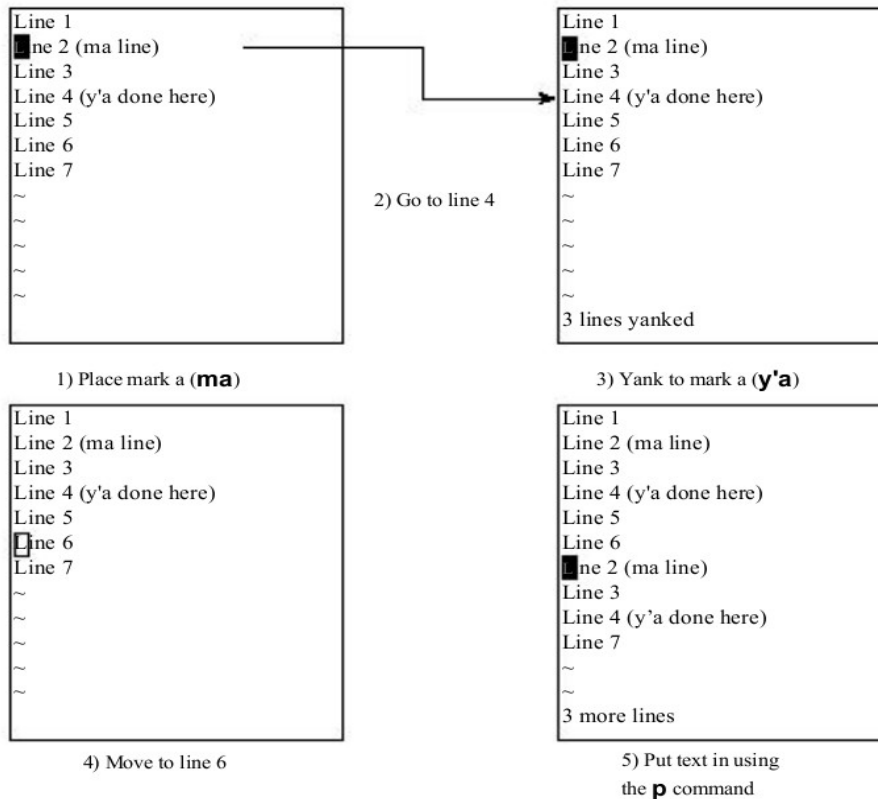 Line 1
Line 2 (ma line)
Line 3
Line 4 (y'a done here)
Line 5
Line 6
Line 7
~
~
~
~
~
1) Place mark a (ma)
2) Go to line 4
Line 1
Line 2 (ma line)
Line 3
Line 4 (y'a done here)
Line 5
Line 6
Line 7
~
~
~
~
~
3 lines yanked
3) Yank to mark a (y'a)
Line 1
Line 2 (ma line)
Line 3
Line 4 (y'a done here)
Line 5
Line 6
Line 7
~
~
~
~
~
4) Move to line 6
Line 1
Line 2 (ma line)
Line 3
Line 4 (y'a done here)
Line 5
Line 6
Line 2 (ma line)
Line 3
Line 4 (y’a done here)
Line 7
~
~
3 more lines
5) Put text in using
the p command